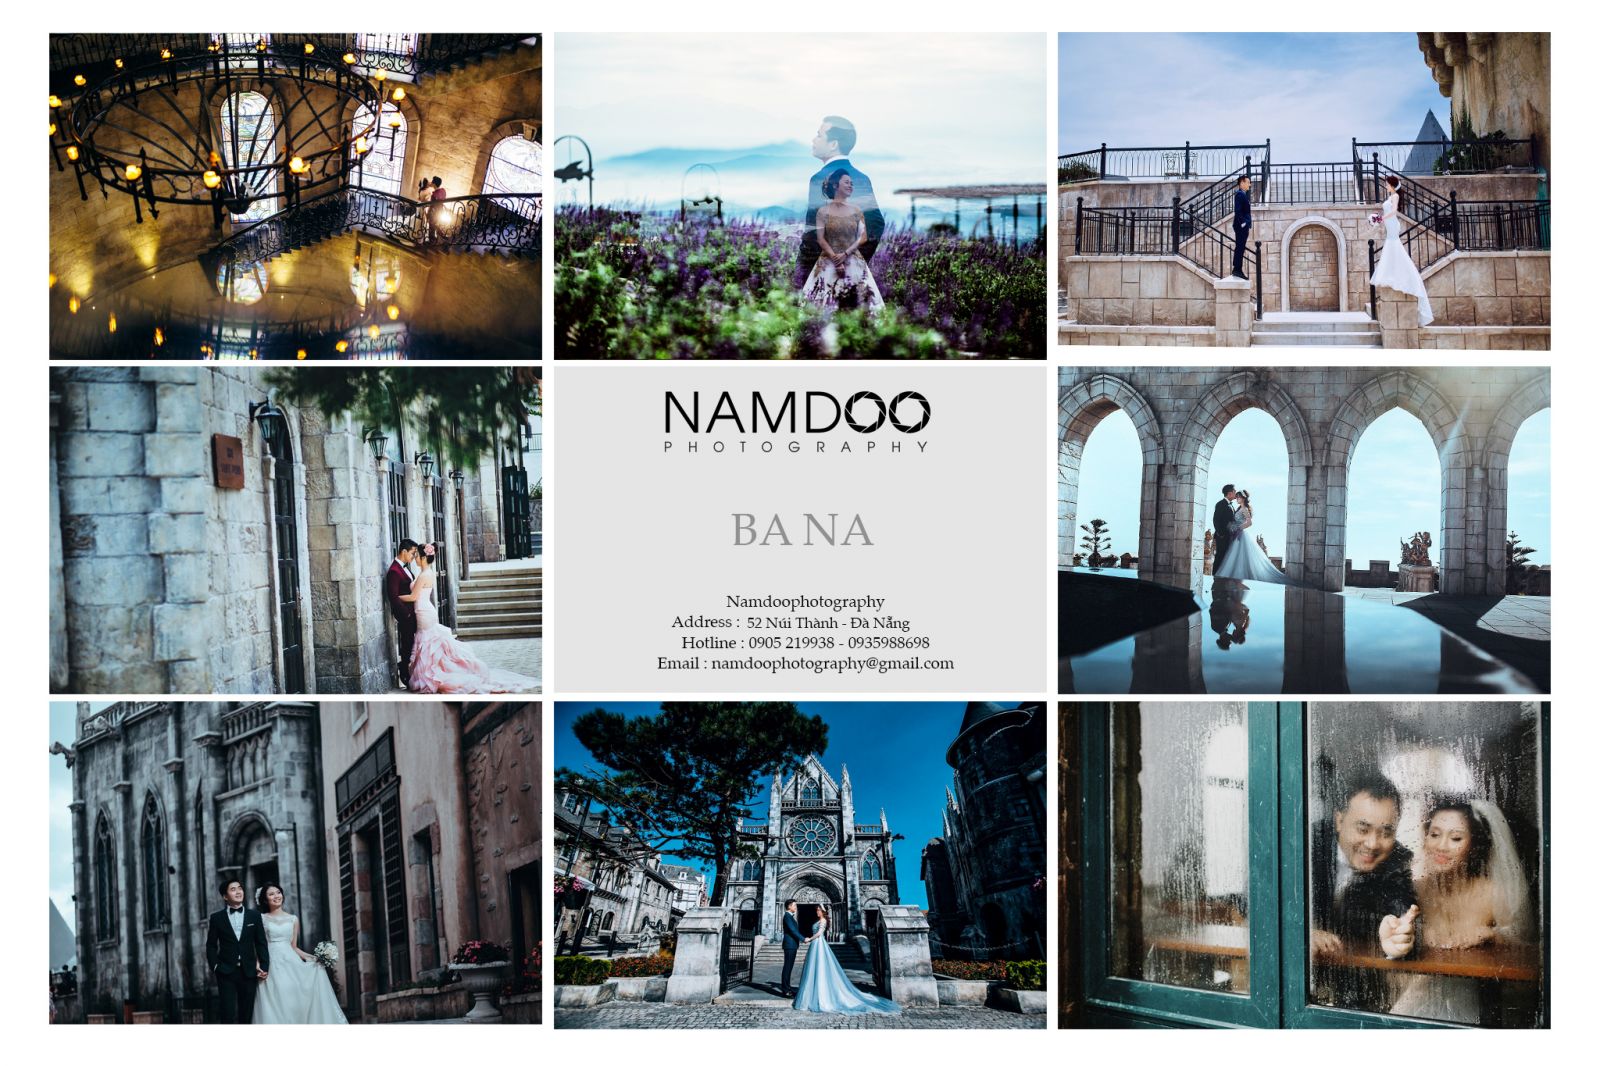 NAMDOO
PHOTOGRAPHY
BA NA
Namdoophotography
Address : 52 Núi Thành - Đà Nẵng
Hotline : 0905 219938 - 0935988698
Email : namdoophotography@gmail.com